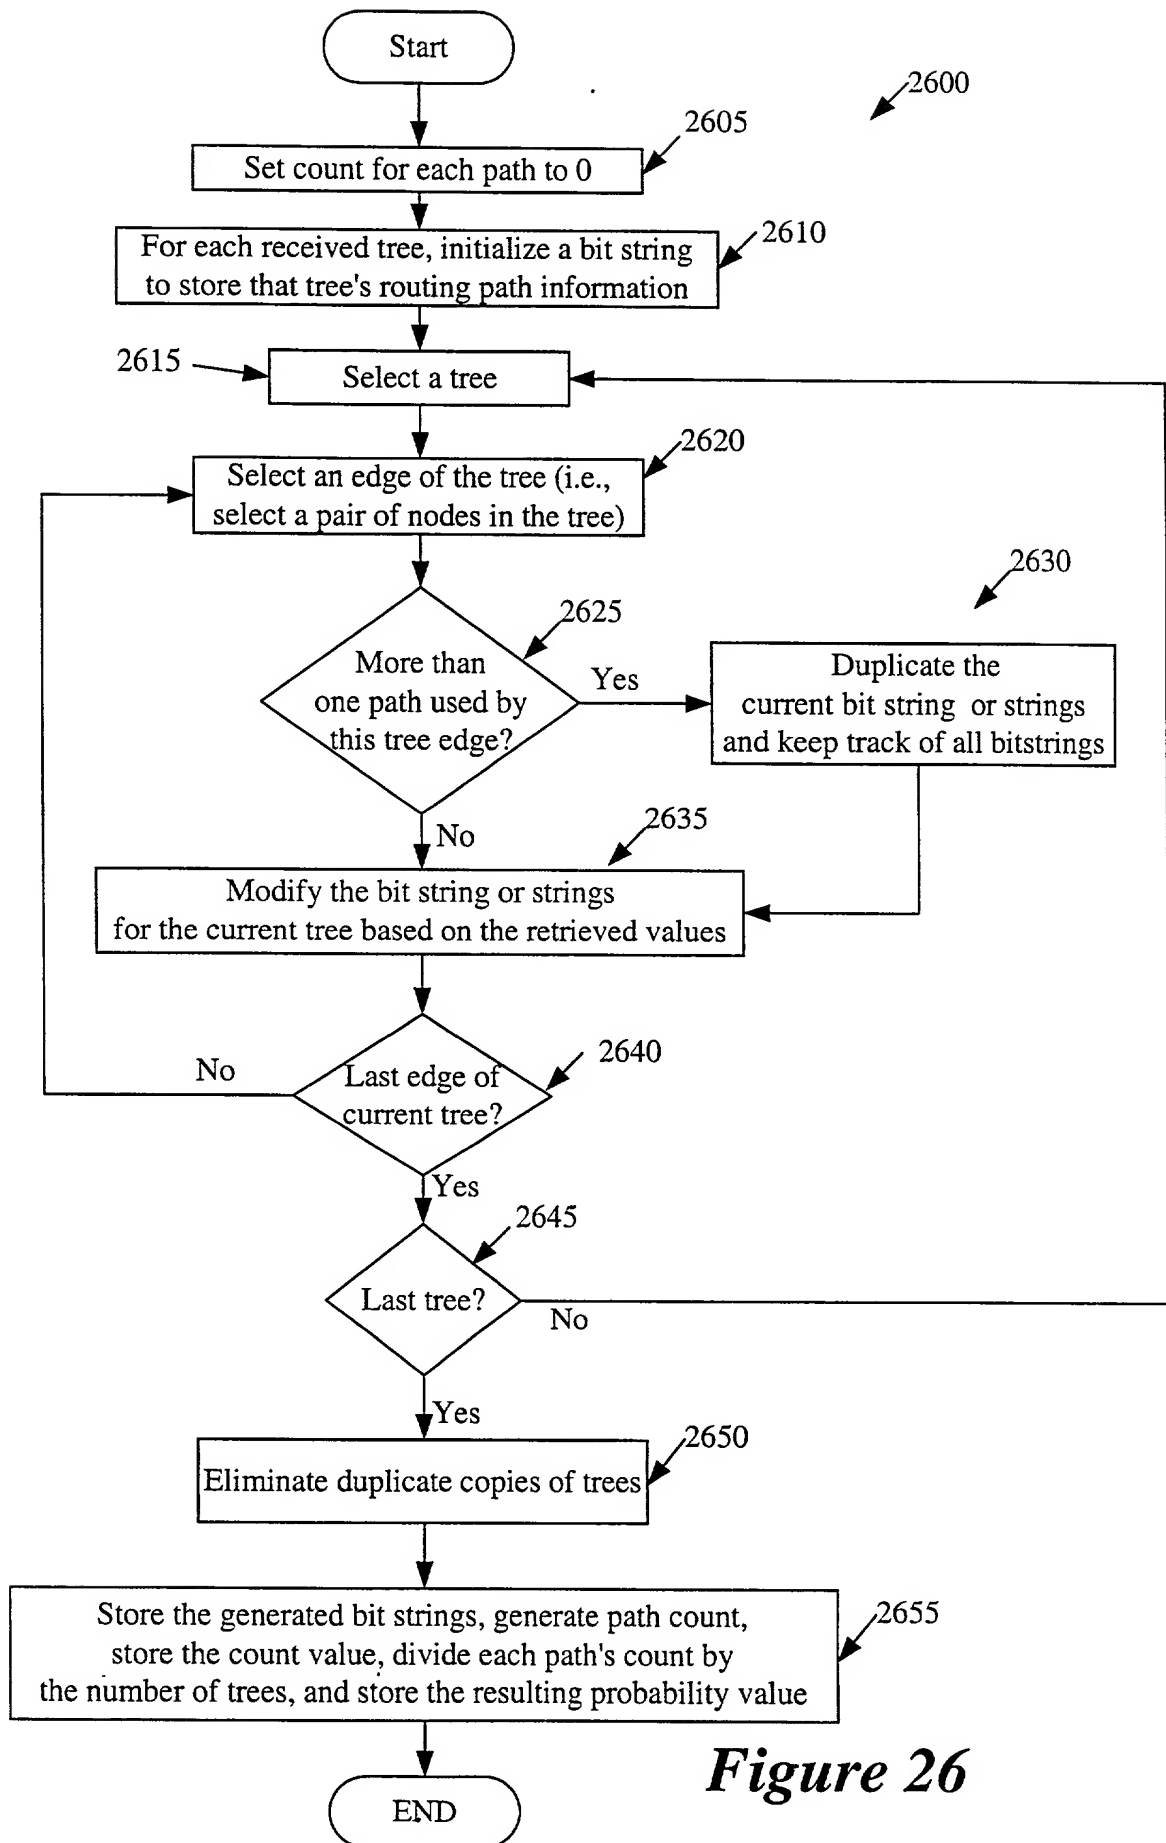 Start
2600
2605
Set count for each path to 0
2610
For each received tree, initialize a bit string
to store that tree's routing path information
2615
Select a tree
2620
Select an edge of the tree (i.e.,
select a pair of nodes in the tree)
2630
2625
More than
one path used by
this tree edge?
Yes
Duplicate the
current bit string or strings
and keep track of all bitstrings
No
2635
Modify the bit string or strings
for the current tree based on the retrieved values
No
2640
Last edge of
current tree?
Yes
2645
Last tree?
No
Yes
2650
Eliminate duplicate copies of trees
2655
Store the generated bit strings, generate path count,
store the count value, divide each path's count by
the number of trees, and store the resulting probability value
Figure 26
END